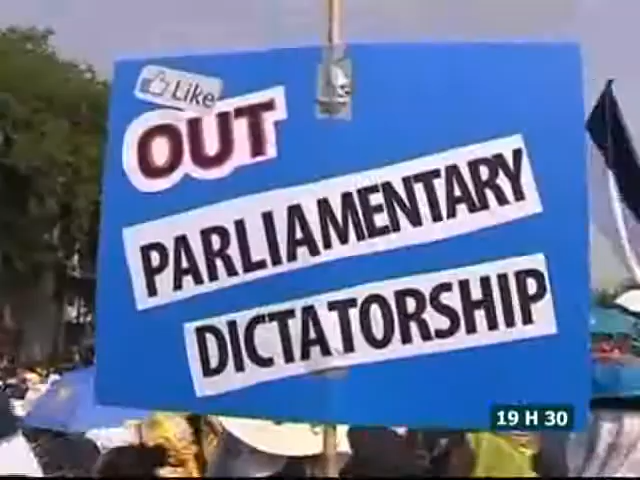 Like
OUT
PARLIAMENTARY
DICTATORSHIP
19 H 30